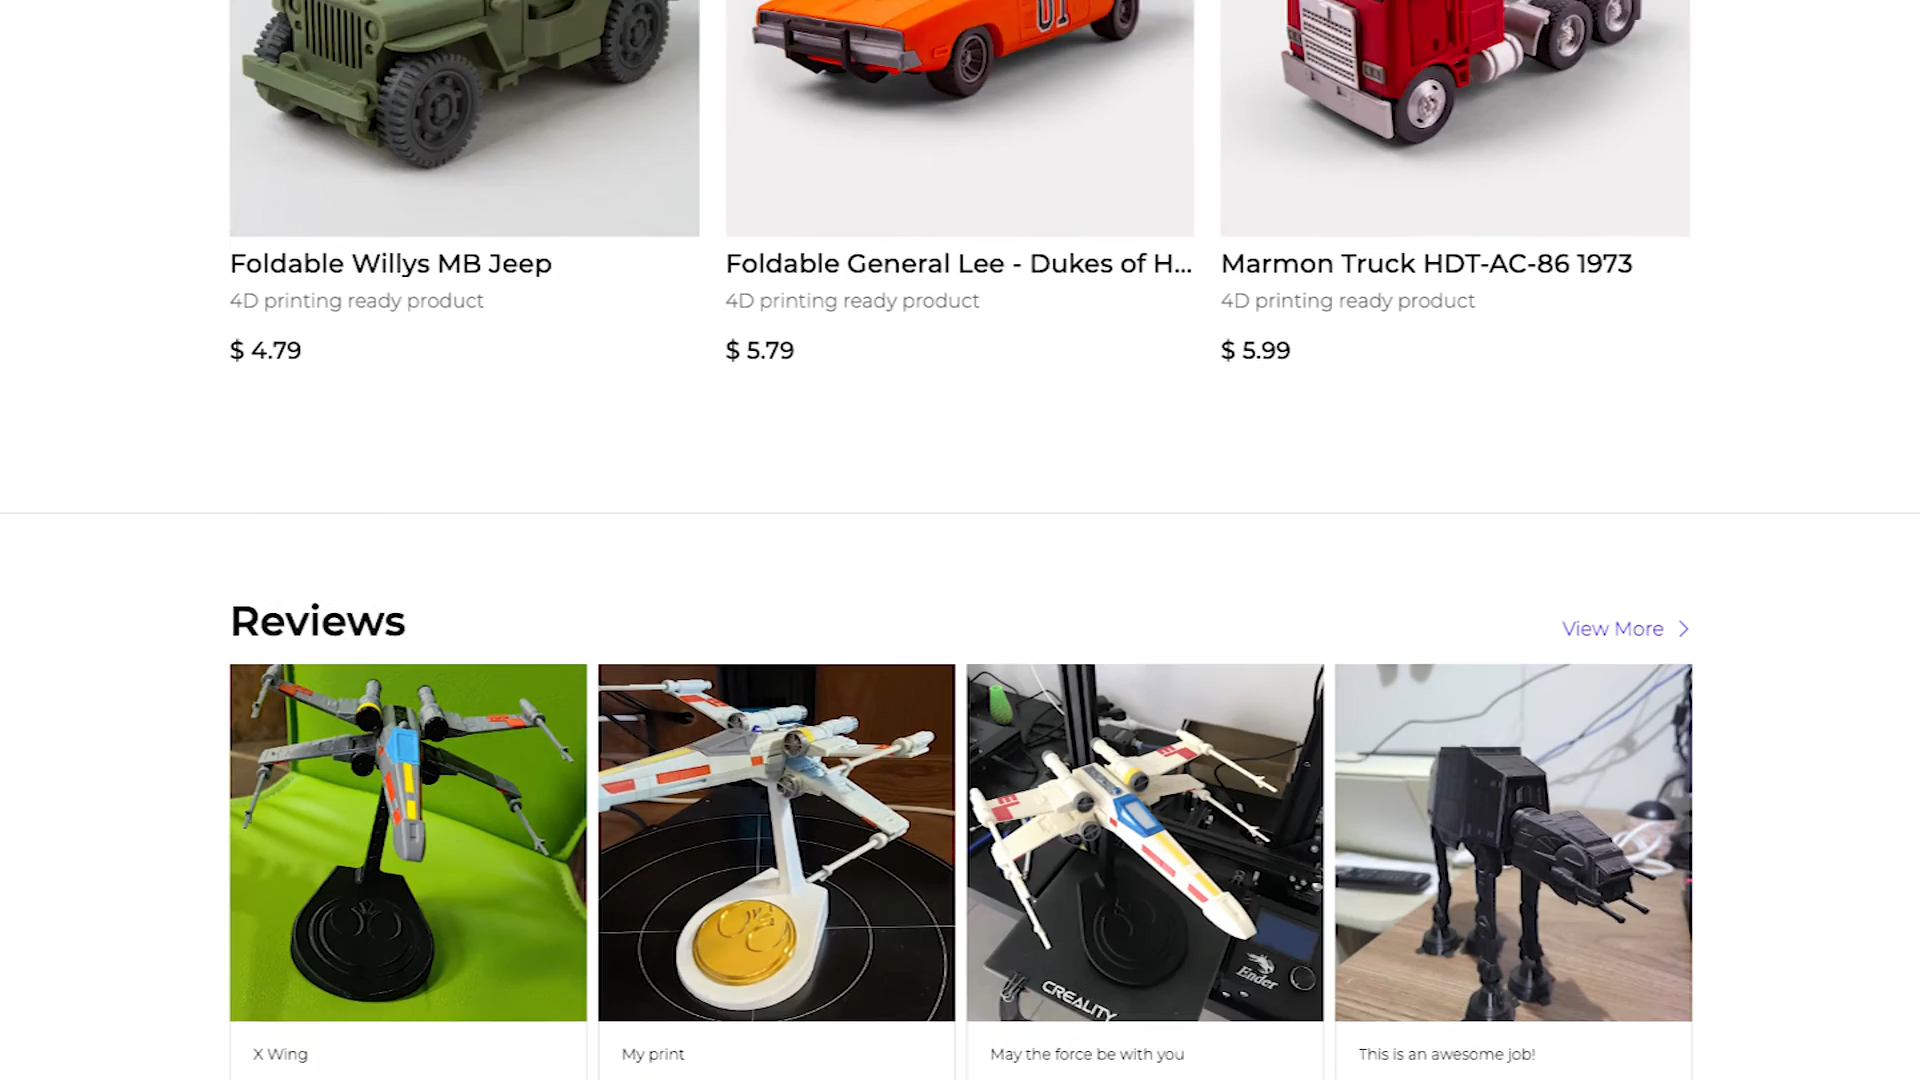 01
Foldable Willys MB Jeep
Foldable General Lee - Dukes of H...
Marmon Truck HDT-AC-86 1973
4D printing ready product
4D printing ready product
4D printing ready product
$ 4.79
$ 5.79
$ 5.99
Reviews
View More
Ender
CREALITY
X Wing
My print
May the force be with you
This is an awesome job!